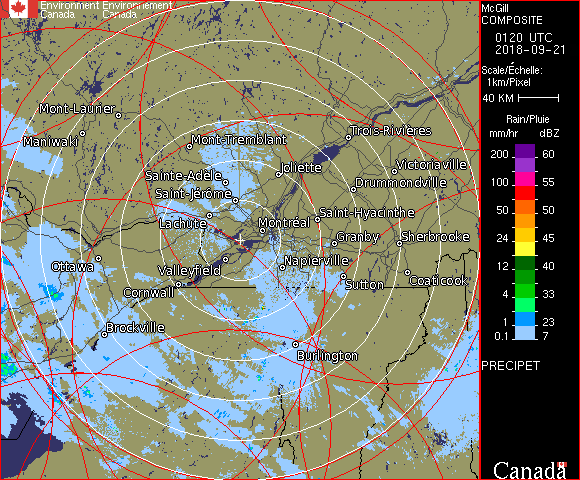 Environment Environnement
Canada Canada
McGill
COMPOSITE
0120 UTC
2018-09-21
Scale/Échelle:
1km/Pixel
40 KM
Rain/Pluie
mm/hr dBZ
200 60
100 55
50 50
24 45
12 40
4 33
1 23
0.1 7
PRECIPET
Canada
Mont-Laurier
Maniwaki
Mont-Tremblant
Trois-Rivières
Sainte-Adèle
Joliette
Victoriaville
Saint-Jérôme
Drummondville
Lachute
Montréal
Saint-Hyacinthe
Granby
Sherbrooke
Ottawa
Valleyfield
Napierville
Cornwall
Sutton
Coaticook
Brockville
Burlington